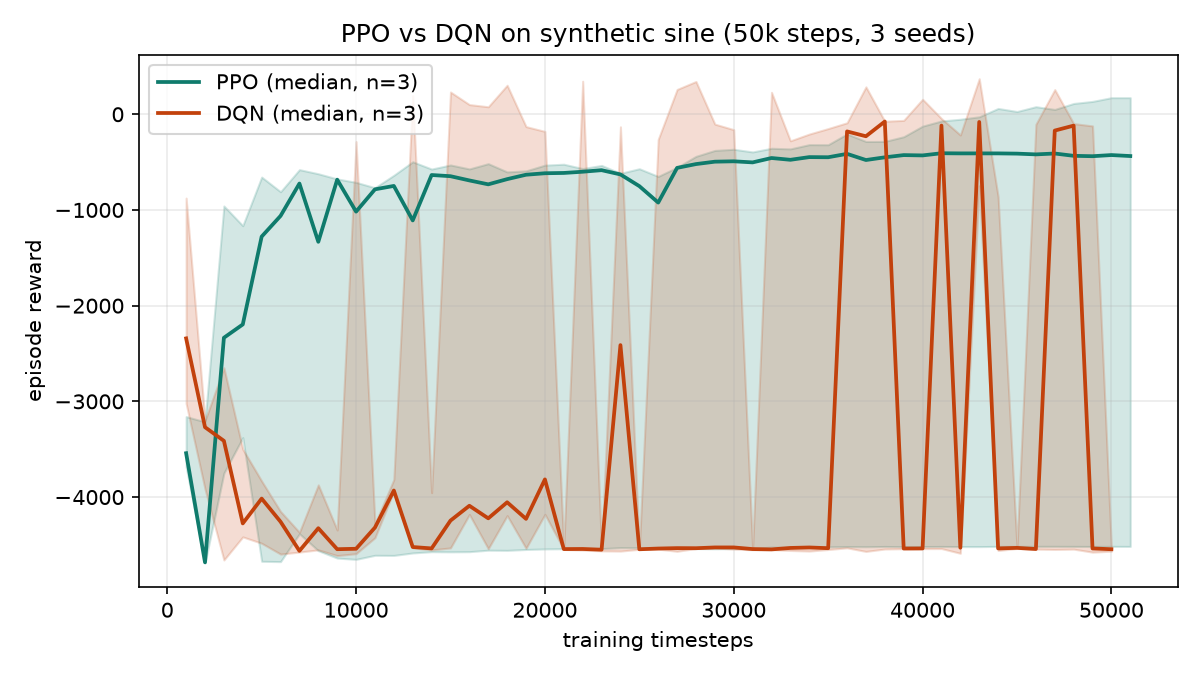 PPO vs DQN on synthetic sine (50k steps, 3 seeds)
PPO (median, n=3)
DQN (median, n=3)
episode reward
0
−1000
−2000
−3000
−4000
0
10000
20000
30000
40000
50000
training timesteps